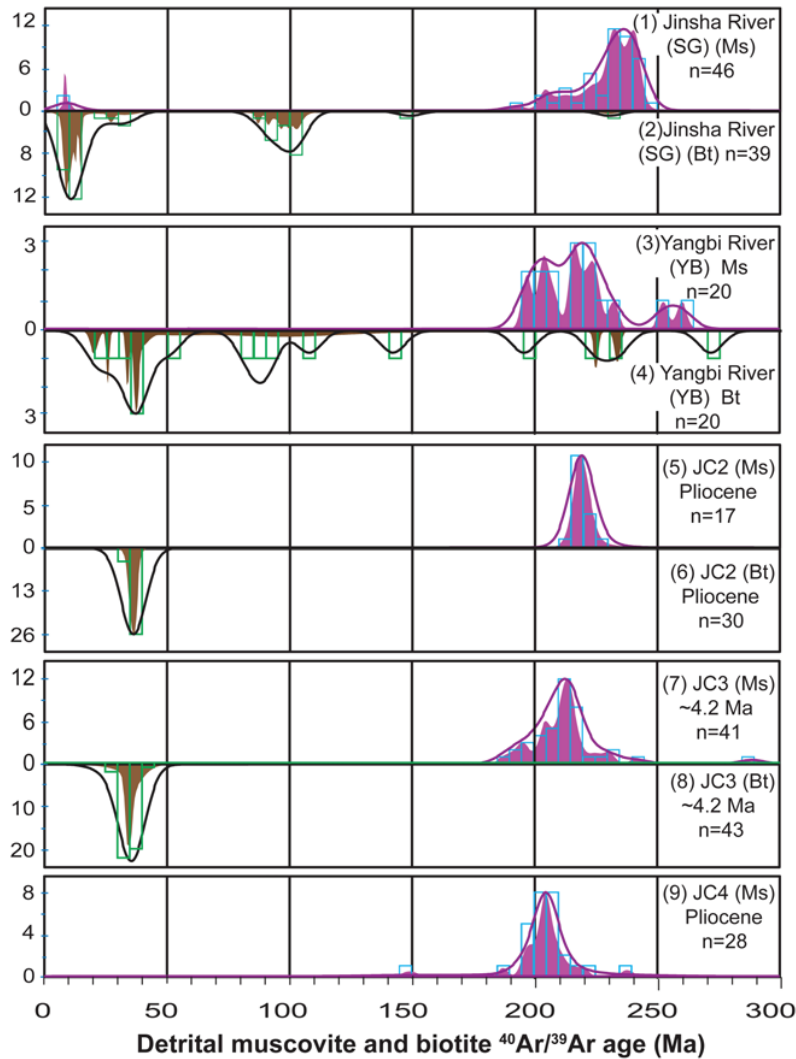 12
(1) Jinsha River
(SG) (Ms)
n=46
6
0
(2)Jinsha River
(SG) (Bt) n=39
8
12
3
(3)Yangbi River
(YB) Ms
n=20
0
(4) Yangbi River
(YB) Bt
n=20
3
10
(5) JC2 (Ms)
Pliocene
n=17
5
0
(6) JC2 (Bt)
Pliocene
n=30
13
26
12
(7) JC3 (Ms)
~4.2 Ma
n=41
6
0
(8) JC3 (Bt)
~4.2 Ma
n=43
10
20
8
(9) JC4 (Ms)
Pliocene
n=28
4
0
0 50 100 150 200 250 300
Detrital muscovite and biotite ⁴⁰Ar/³⁹Ar age (Ma)